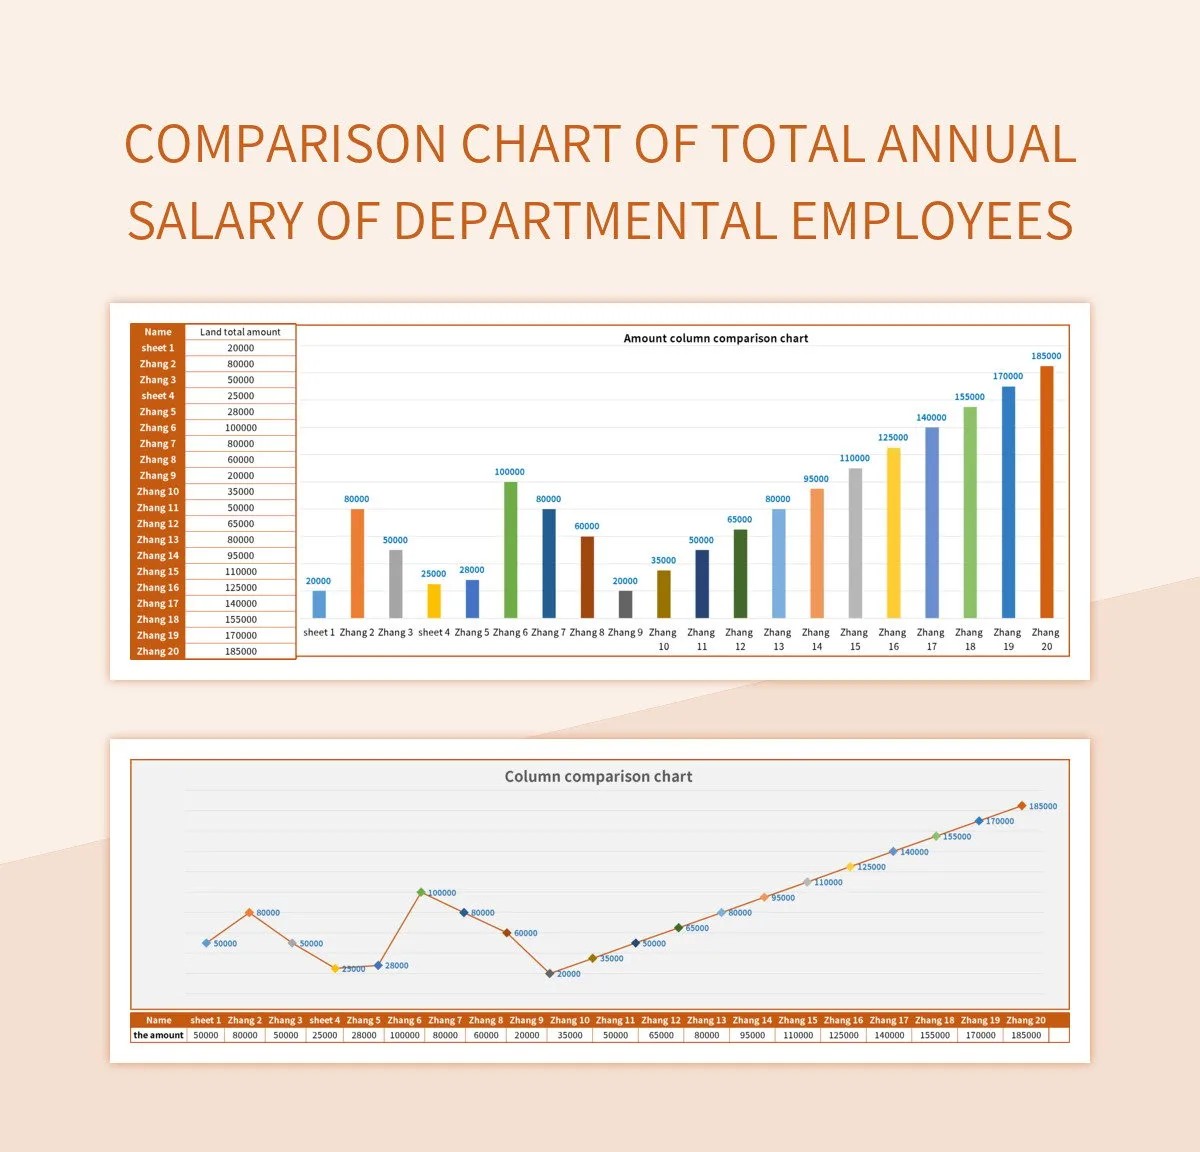 COMPARISON CHART OF TOTAL ANNUAL
SALARY OF DEPARTMENTAL EMPLOYEES
Name Land total amount
sheet 1 20000
Zhang 2 80000
Zhang 3 50000
sheet 4 25000
Zhang 5 28000
Zhang 6 100000
Zhang 7 80000
Zhang 8 60000
Zhang 9 20000
Zhang 10 35000
Zhang 11 50000
Zhang 12 65000
Zhang 13 80000
Zhang 14 95000
Zhang 15 110000
Zhang 16 125000
Zhang 17 140000
Zhang 18 155000
Zhang 19 170000
Zhang 20 185000
Amount column comparison chart
20000 80000 50000 25000 28000 100000 80000 60000 20000 35000 50000 65000 80000 95000 110000 125000 140000 155000 170000 185000
sheet 1 Zhang 2 Zhang 3 sheet 4 Zhang 5 Zhang 6 Zhang 7 Zhang 8 Zhang 9 Zhang Zhang Zhang Zhang Zhang Zhang Zhang Zhang Zhang Zhang Zhang
10 11 12 13 14 15 16 17 18 19 20
Column comparison chart
50000 80000 50000 25000 28000 100000 80000 60000 20000 35000 50000 65000 80000 95000 110000 125000 140000 155000 170000 185000
Name sheet 1 Zhang 2 Zhang 3 sheet 4 Zhang 5 Zhang 6 Zhang 7 Zhang 8 Zhang 9 Zhang 10 Zhang 11 Zhang 12 Zhang 13 Zhang 14 Zhang 15 Zhang 16 Zhang 17 Zhang 18 Zhang 19 Zhang 20
the amount 50000 80000 50000 25000 28000 100000 80000 60000 20000 35000 50000 65000 80000 95000 110000 125000 140000 155000 170000 185000